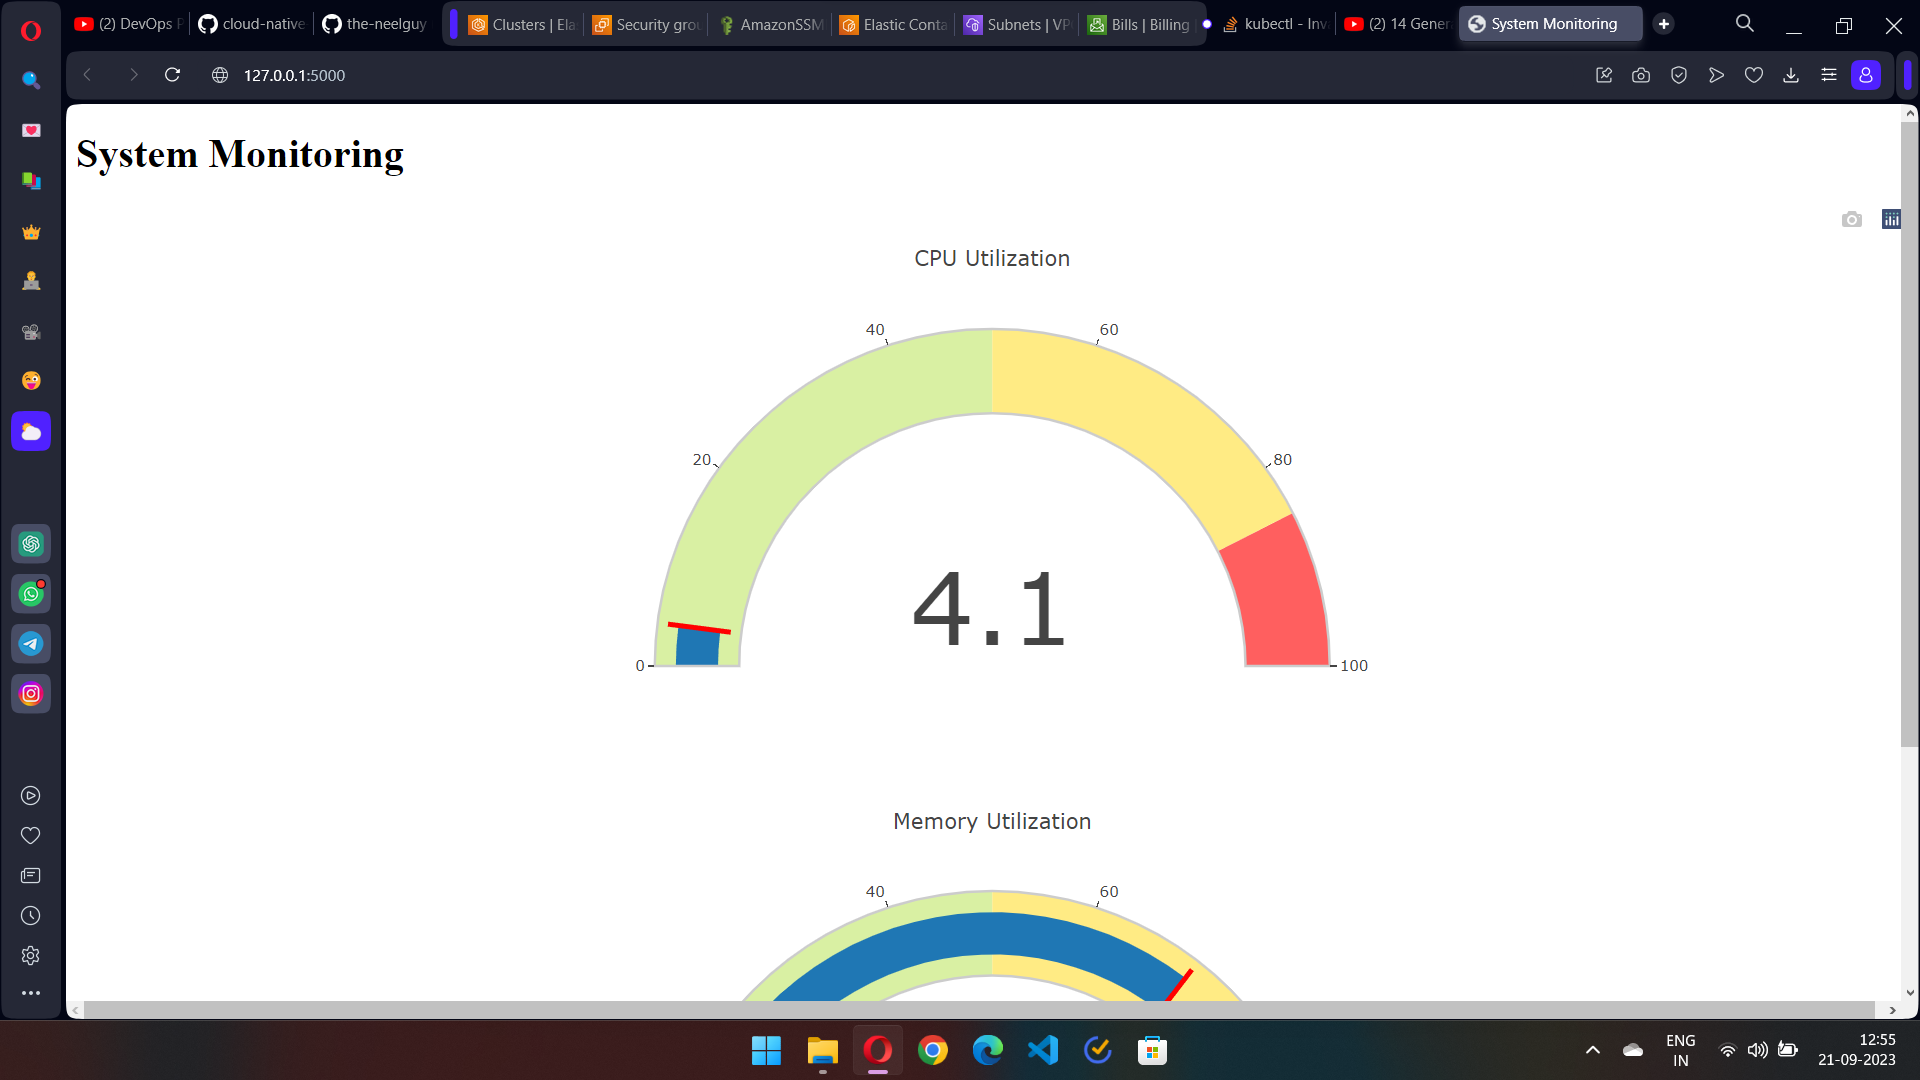 (2) DevOps P
cloud-native
the-neelguy
Clusters | Ela
Security grou
AmazonSSM
Elastic Conta
Subnets | VP
Bills | Billing
kubectl - Inv
(2) 14 Gener
System Monitoring
127.0.0.1:5000
System Monitoring
CPU Utilization
40
60
20
80
4.1
0
100
Memory Utilization
40
60
ENG
IN
12:55
21-09-2023